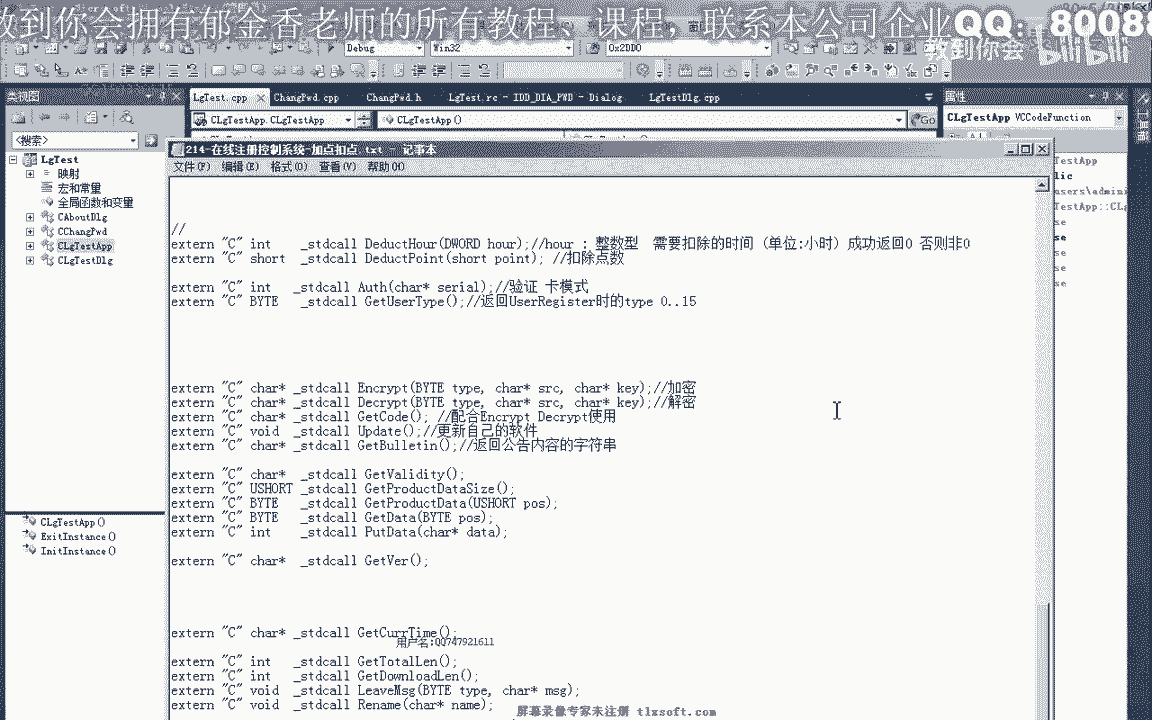 教到你会拥有郁金香老师的所有教程、课程,联系本公司企业QQ: 80088
教到你会 bilibili
Debug Win32 0x2DD0
类视图
LgTest.cpp ChangPwd.cpp ChangPwd.h LgTest.rc - IDD_DIA_PWD - Dialog LgTestDlg.cpp
属性
CLgTestApp.CLgTestApp CLgTestApp() Go
CLgTestApp VCCodeFunction
<搜索>
214-在线注册控制系统-加点扣点.txt - 记事本
文件(F) 编辑(E) 格式(O) 查看(V) 帮助(H)
LgTest
映射
宏和常量
全局函数和变量
CAboutDlg
CChangPwd
CLgTestApp
CLgTestDlg
//
extern "C" int _stdcall DeductHour(DWORD hour);//hour : 整数型 需要扣除的时间 (单位:小时) 成功返回0 否则非0
extern "C" short _stdcall DeductPoint(short point); //扣除点数
extern "C" int _stdcall Auth(char* serial);//验证 卡模式
extern "C" BYTE _stdcall GetUserType();//返回UserRegister时的type 0..15
extern "C" char* _stdcall Encrypt(BYTE type, char* src, char* key);//加密
extern "C" char* _stdcall Decrypt(BYTE type, char* src, char* key);//解密
extern "C" char* _stdcall GetCode(); //配合Encrypt Decrypt使用
extern "C" void _stdcall Update();//更新自己的软件
extern "C" char* _stdcall GetBulletin();//返回公告内容的字符串
extern "C" char* _stdcall GetValidity();
extern "C" USHORT _stdcall GetProductDataSize();
extern "C" BYTE _stdcall GetProductData(USHORT pos);
extern "C" BYTE _stdcall GetData(BYTE pos);
extern "C" int _stdcall PutData(char* data);
extern "C" char* _stdcall GetVer();
extern "C" char* _stdcall GetCurrTime();
用户名:QQ747921611
extern "C" int _stdcall GetTotalLen();
extern "C" int _stdcall GetDownloadLen();
extern "C" void _stdcall LeaveMsg(BYTE type, char* msg);
extern "C" void _stdcall Rename(char* name);
CLgTestApp()
ExitInstance()
InitInstance()
屏幕录像专家未注册 tlxsoft.com